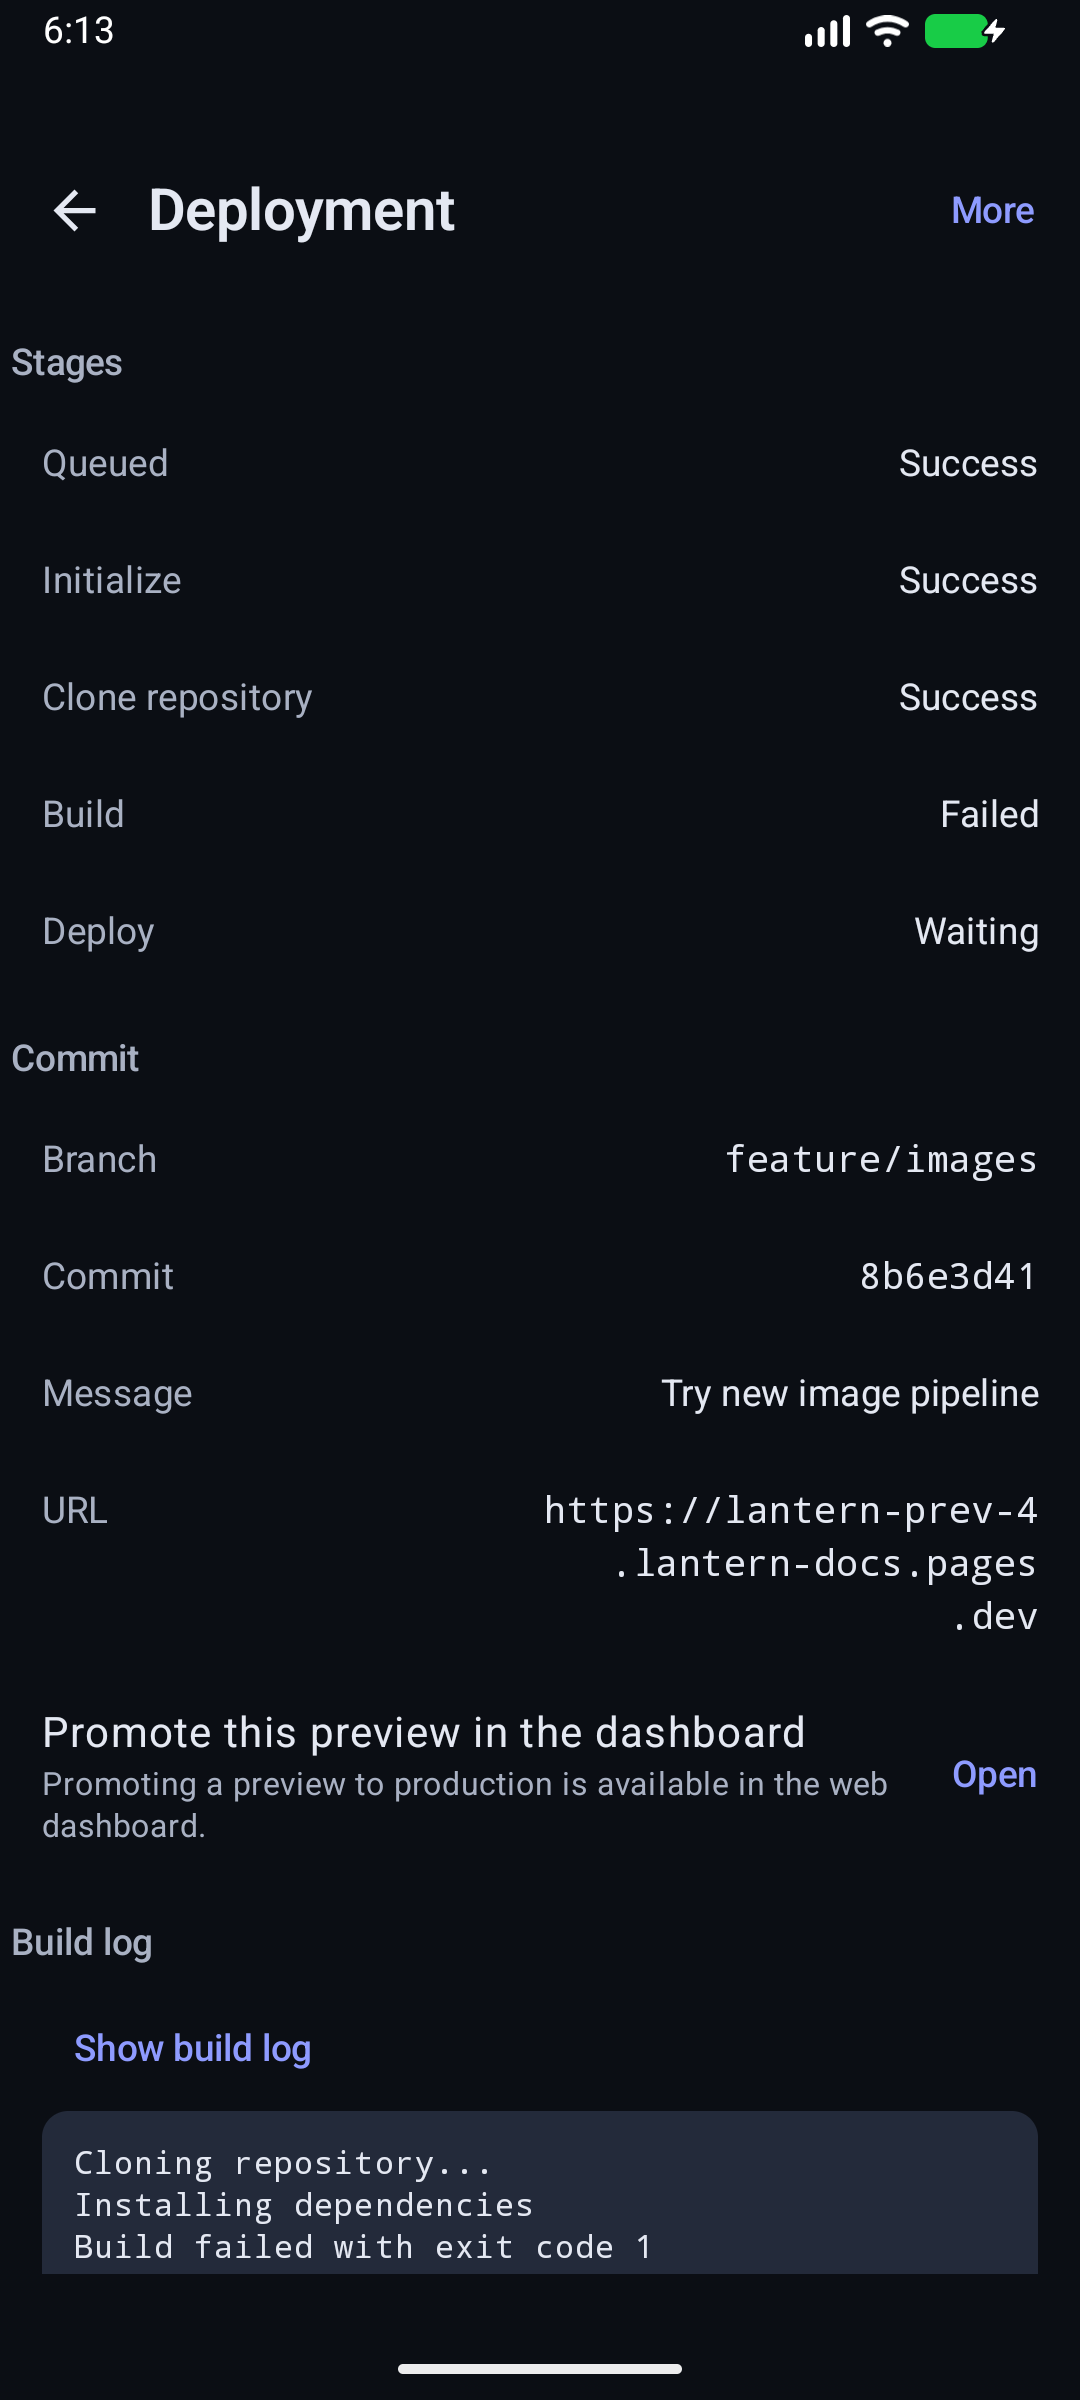 6:13
Deployment
More
Stages
Queued Success
Initialize Success
Clone repository Success
Build Failed
Deploy Waiting
Commit
Branch feature/images
Commit 8b6e3d41
Message Try new image pipeline
URL https://lantern-prev-4
.lantern-docs.pages
.dev
Promote this preview in the dashboard
Promoting a preview to production is available in the web
dashboard.
Open
Build log
Show build log
Cloning repository...
Installing dependencies
Build failed with exit code 1